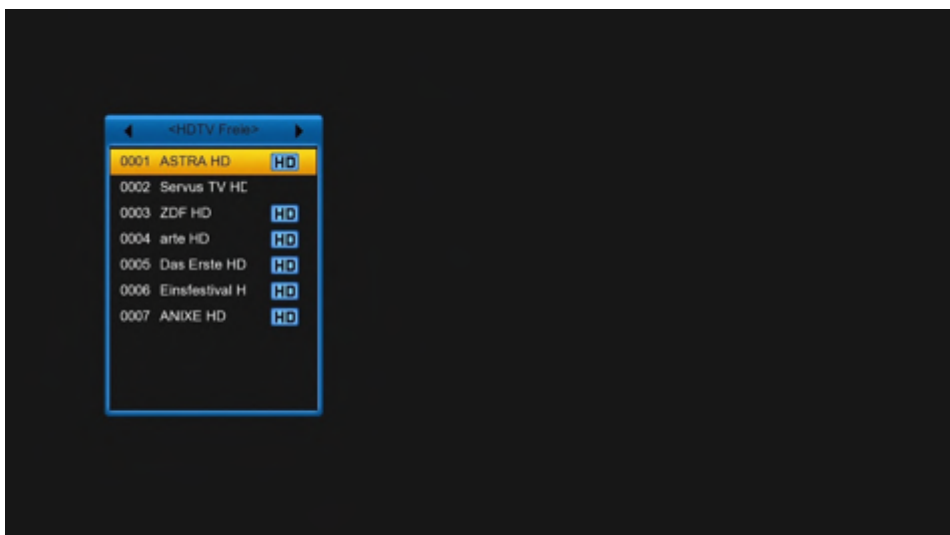 <HDTV Freie>
0001 ASTRA HD HD
0002 Servus TV HD
0003 ZDF HD HD
0004 arte HD HD
0005 Das Erste HD HD
0006 Einsfestival H HD
0007 ANIXE HD HD